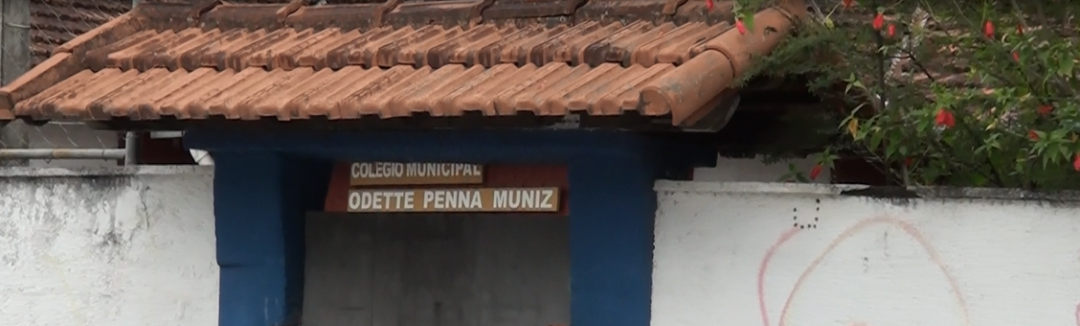 COLEGIO MUNICIPAL
ODETTE PENNA MUNIZ